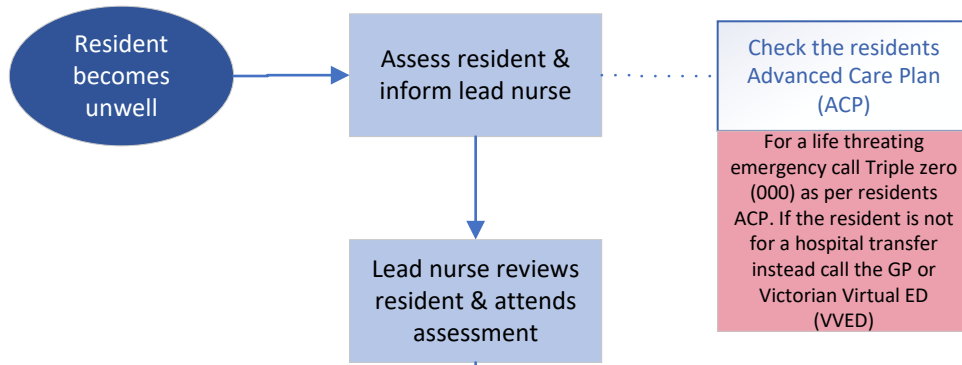 Resident
becomes
unwell
Assess resident &
inform lead nurse
Check the residents
Advanced Care Plan
(ACP)
For a life threating
emergency call Triple zero
(000) as per residents
ACP. If the resident is not
for a hospital transfer
instead call the GP or
Victorian Virtual ED
(VVED)
Lead nurse reviews
resident & attends
assessment